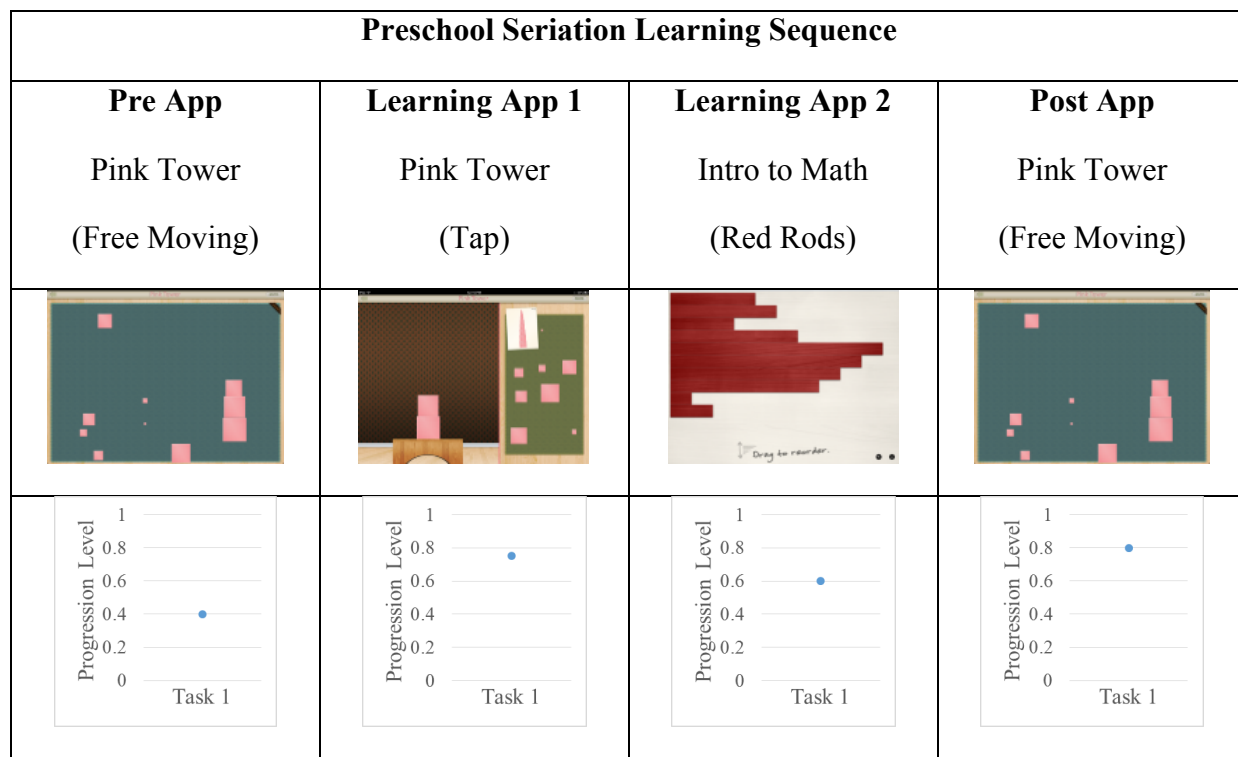 Preschool Seriation Learning Sequence
Pre App
Pink Tower
(Free Moving)
Learning App 1
Pink Tower
(Tap)
Learning App 2
Intro to Math
(Red Rods)
Post App
Pink Tower
(Free Moving)
Pink Tower
Drag to reorder.
Progression Level
1
0.8
0.6
0.4
0.2
0
Task 1
Progression Level
1
0.8
0.6
0.4
0.2
0
Task 1
Progression Level
1
0.8
0.6
0.4
0.2
0
Task 1
Progression Level
1
0.8
0.6
0.4
0.2
0
Task 1